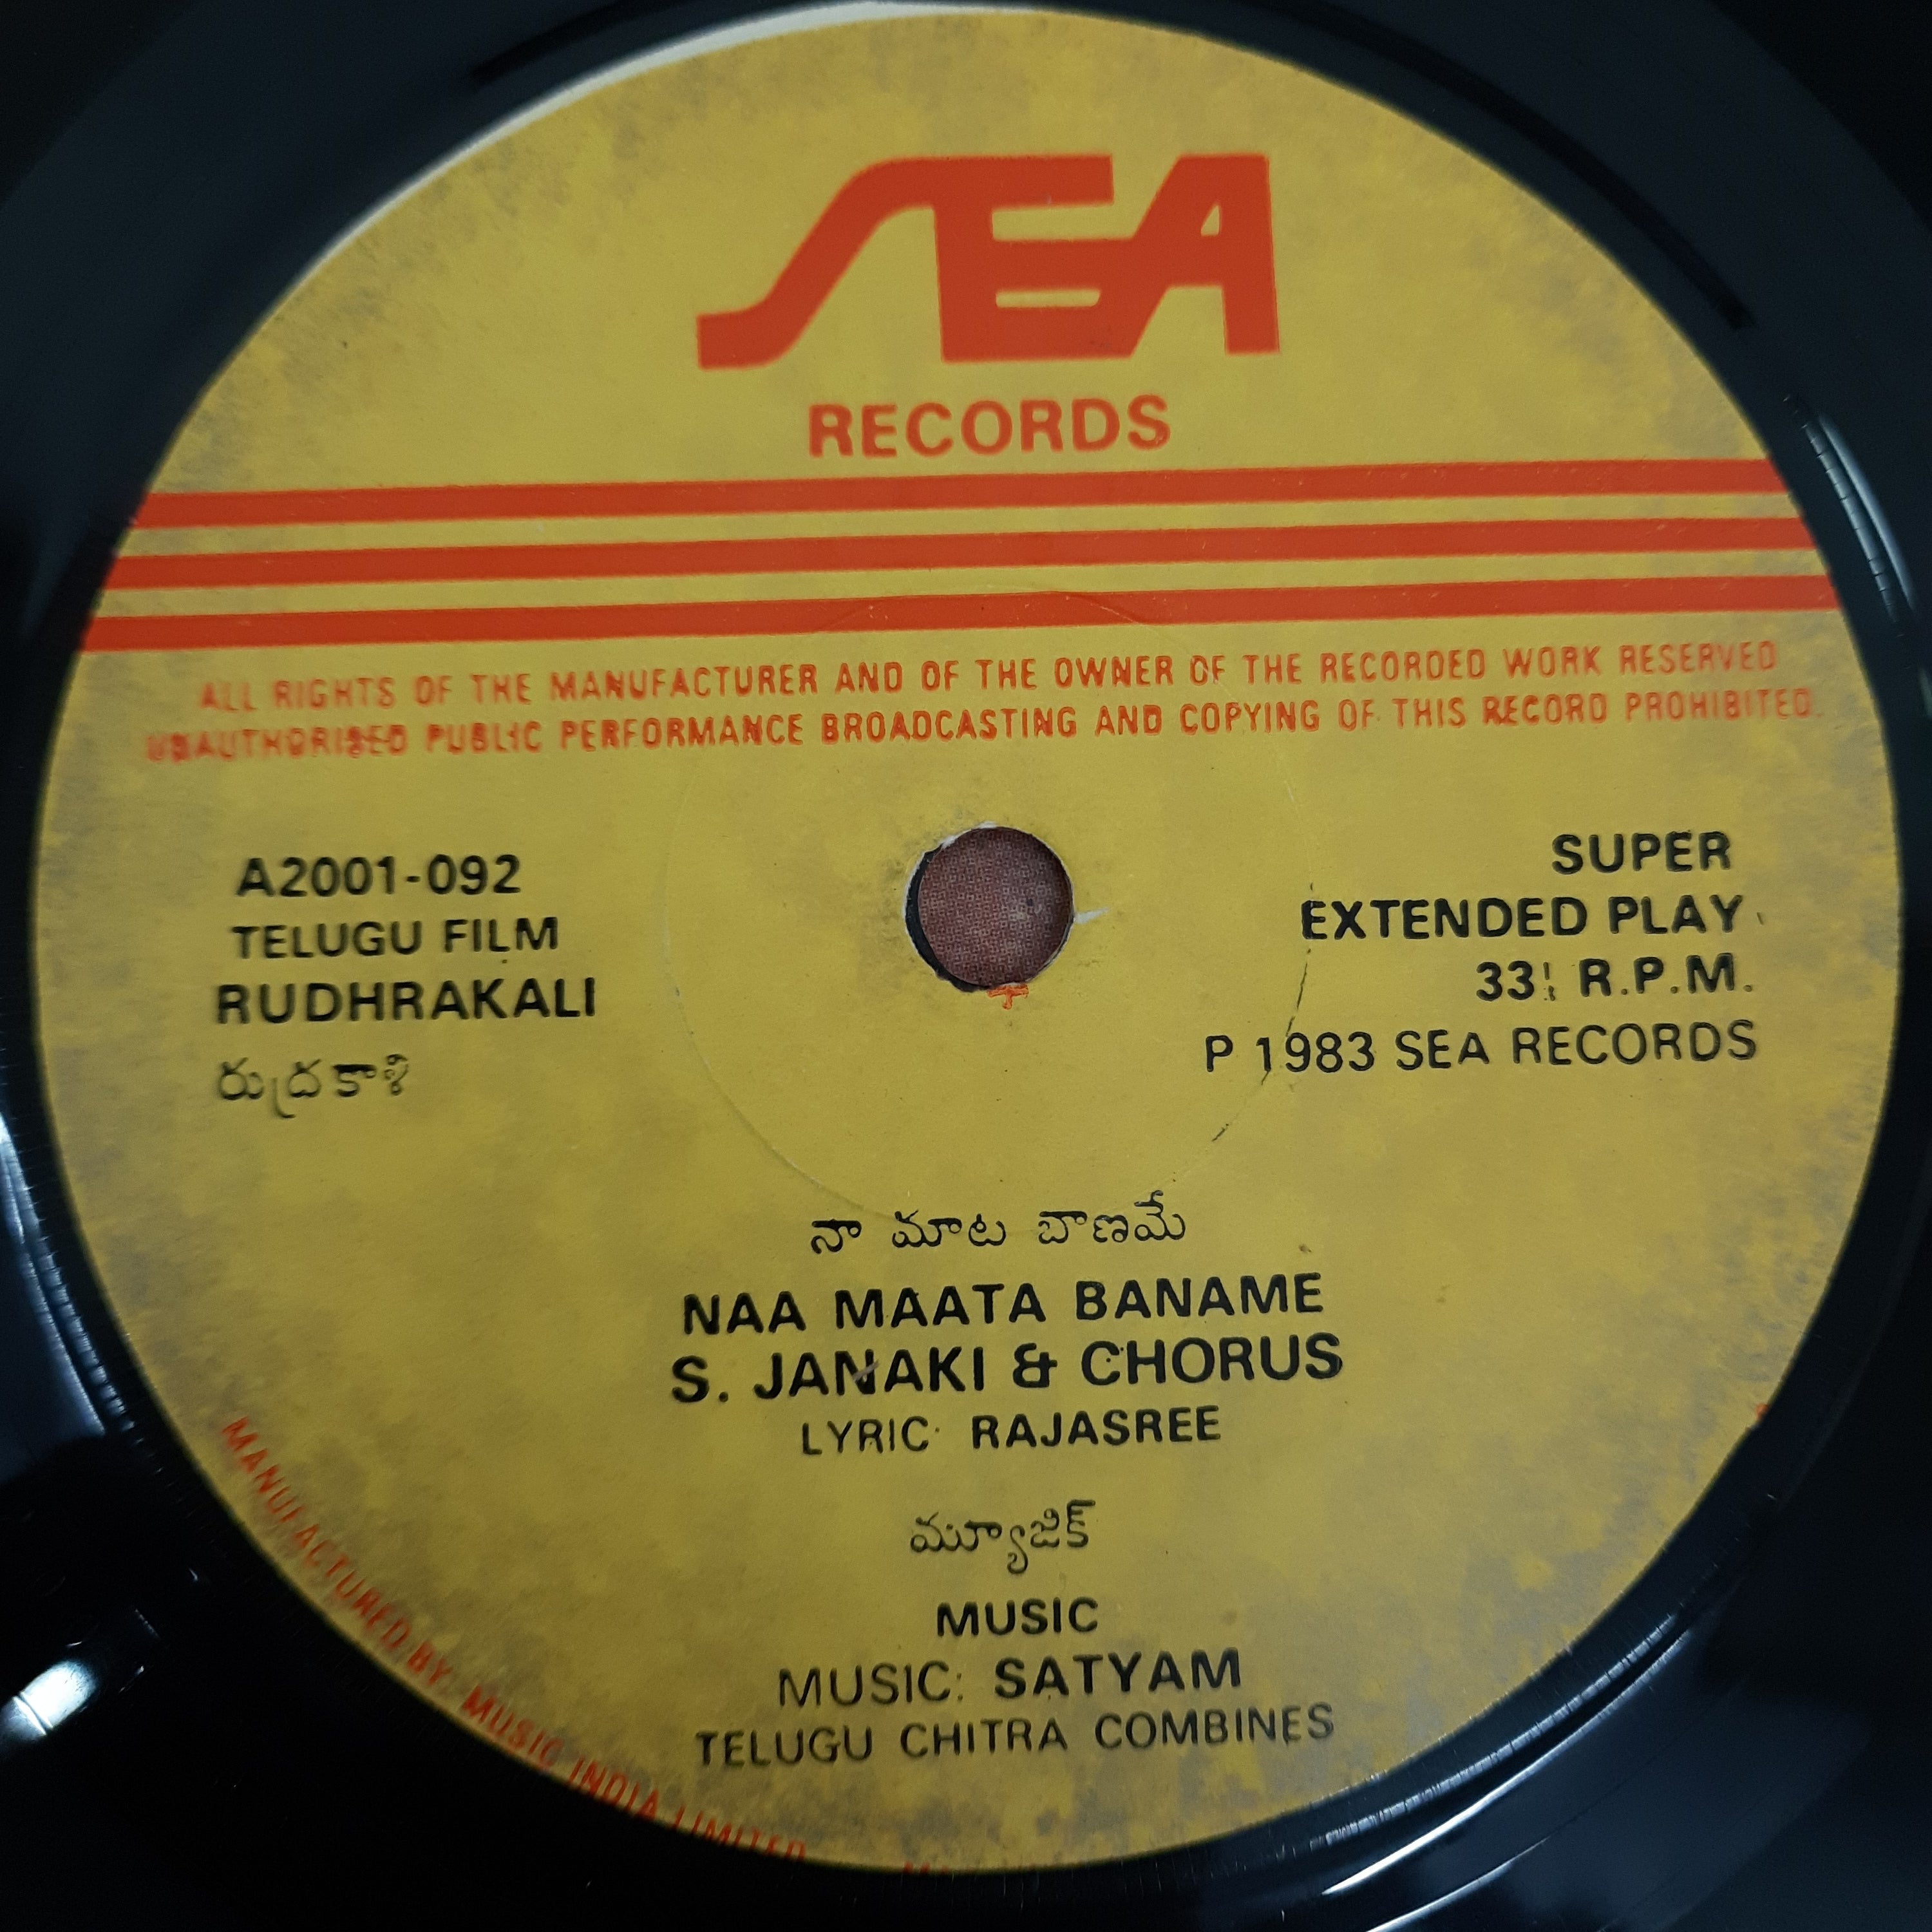 SEA
RECORDS
ALL RIGHTS OF THE MANUFACTURER AND OF THE OWNER OF THE RECORDED WORK RESERVED
UNAUTHORISED PUBLIC PERFORMANCE BROADCASTING AND COPYING OF THIS RECORD PROHIBITED.
A2001-092
TELUGU FILM
RUDHRAKALI
రుద్రకాళి
SUPER
EXTENDED PLAY
33⅓ R.P.M.
P 1983 SEA RECORDS
నా మాట బాణమే
NAA MAATA BANAME
S. JANAKI & CHORUS
LYRIC: RAJASREE
మ్యూజిక్
MUSIC
MUSIC: SATYAM
TELUGU CHITRA COMBINES
MANUFACTURED BY MUSIC INDIA LIMITED